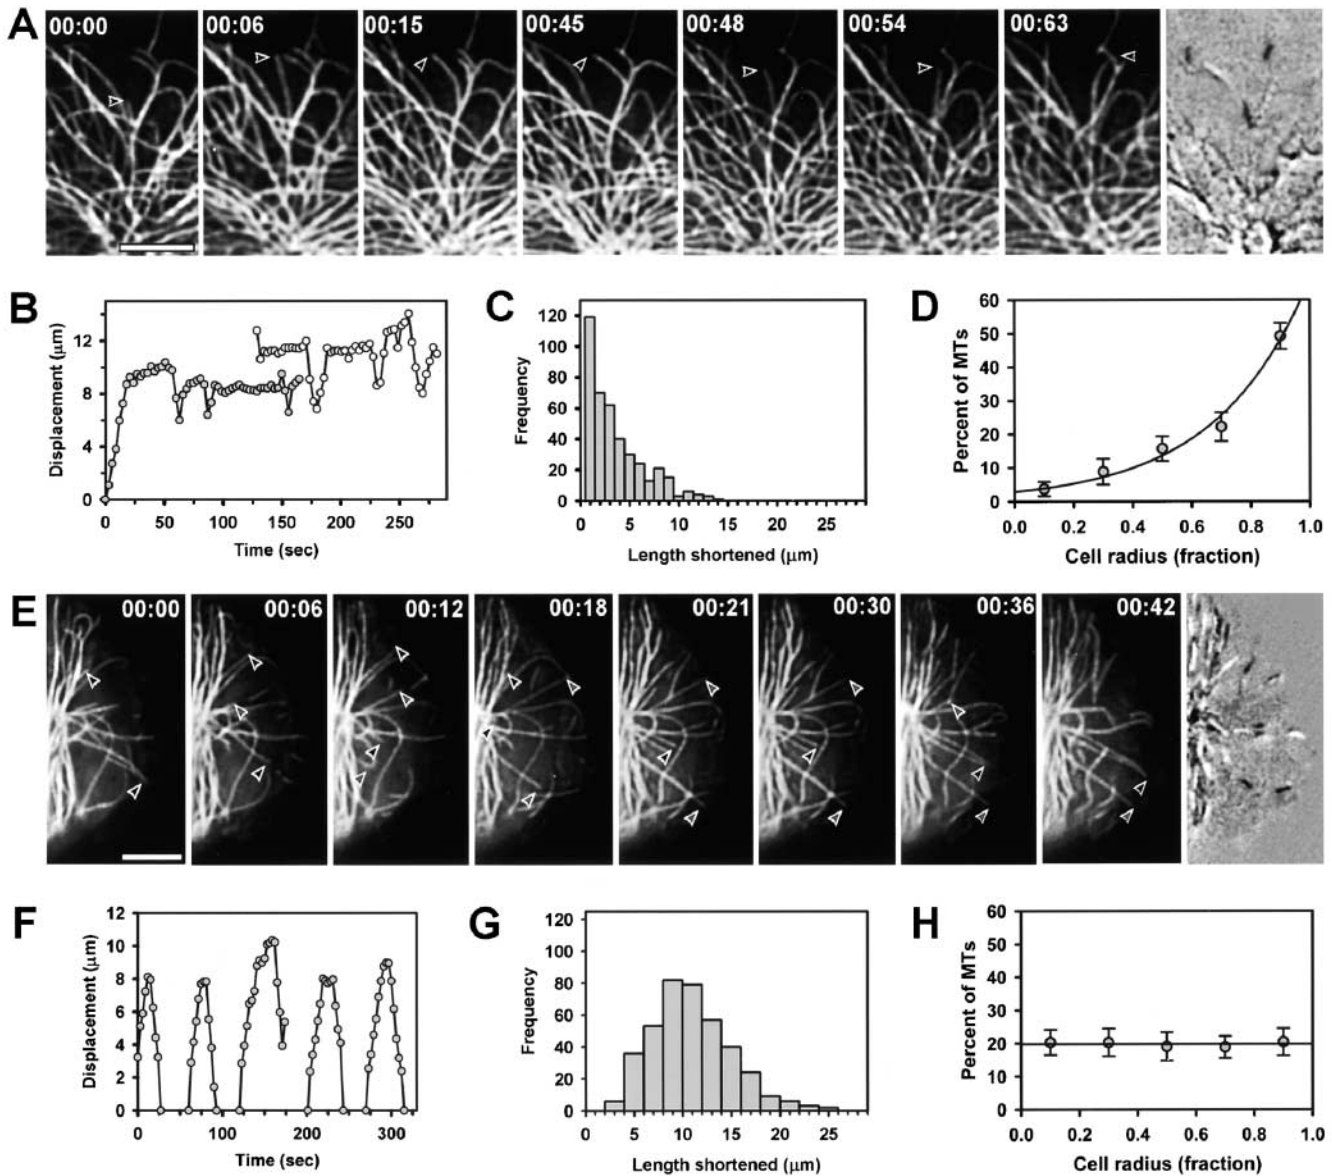 A
00:00 00:06 00:15 00:45 00:48 00:54 00:63
B
Displacement (μm)
12
8
4
0
0 50 100 150 200 250
Time (sec)
C
Frequency
120
100
80
60
40
20
0
0 5 10 15 20 25
Length shortened (μm)
D
Percent of MTs
60
50
40
30
20
10
0
0.0 0.2 0.4 0.6 0.8 1.0
Cell radius (fraction)
E
00:00 00:06 00:12 00:18 00:21 00:30 00:36 00:42
F
Displacement (μm)
12
10
8
6
4
2
0
0 100 200 300
Time (sec)
G
Frequency
120
100
80
60
40
20
0
0 5 10 15 20 25
Length shortened (μm)
H
Percent of MTs
60
50
40
30
20
10
0
0.0 0.2 0.4 0.6 0.8 1.0
Cell radius (fraction)